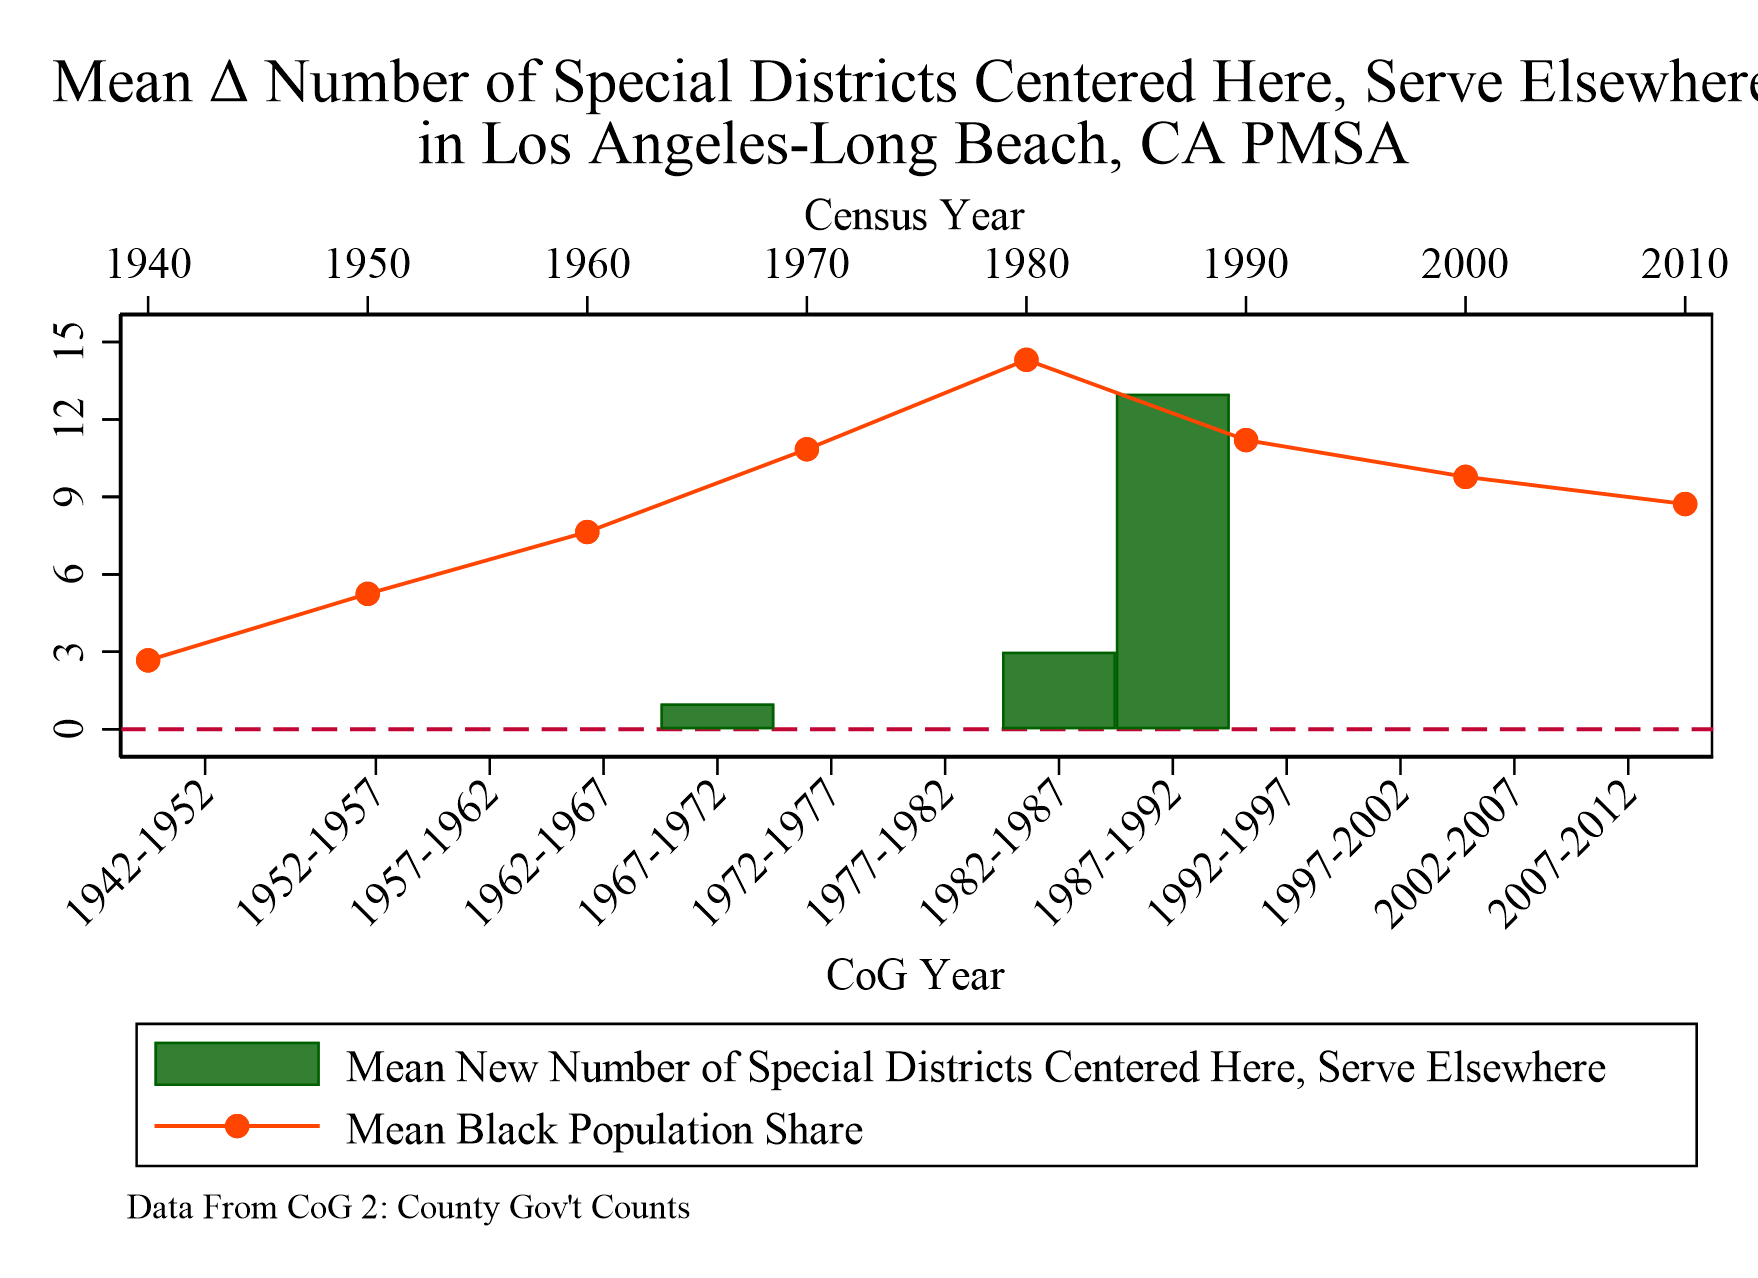 Mean Δ Number of Special Districts Centered Here, Serve Elsewhere
in Los Angeles-Long Beach, CA PMSA
Census Year
1940 1950 1960 1970 1980 1990 2000 2010
15
12
9
6
3
0
1942-1952 1952-1957 1957-1962 1962-1967 1967-1972 1972-1977 1977-1982 1982-1987 1987-1992 1992-1997 1997-2002 2002-2007 2007-2012
CoG Year
Mean New Number of Special Districts Centered Here, Serve Elsewhere
Mean Black Population Share
Data From CoG 2: County Gov't Counts